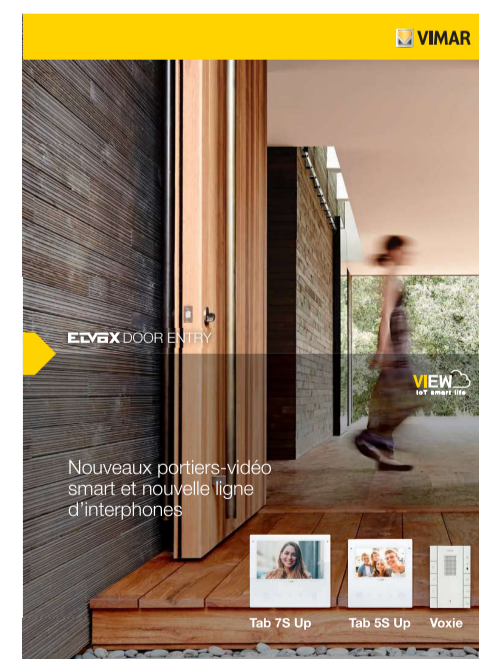 VIMAR
ELVOX DOOR ENTRY
VIEW
IoT smart life
Nouveaux portiers-vidéo
smart et nouvelle ligne
d'interphones
Tab 7S Up
Tab 5S Up
Voxie